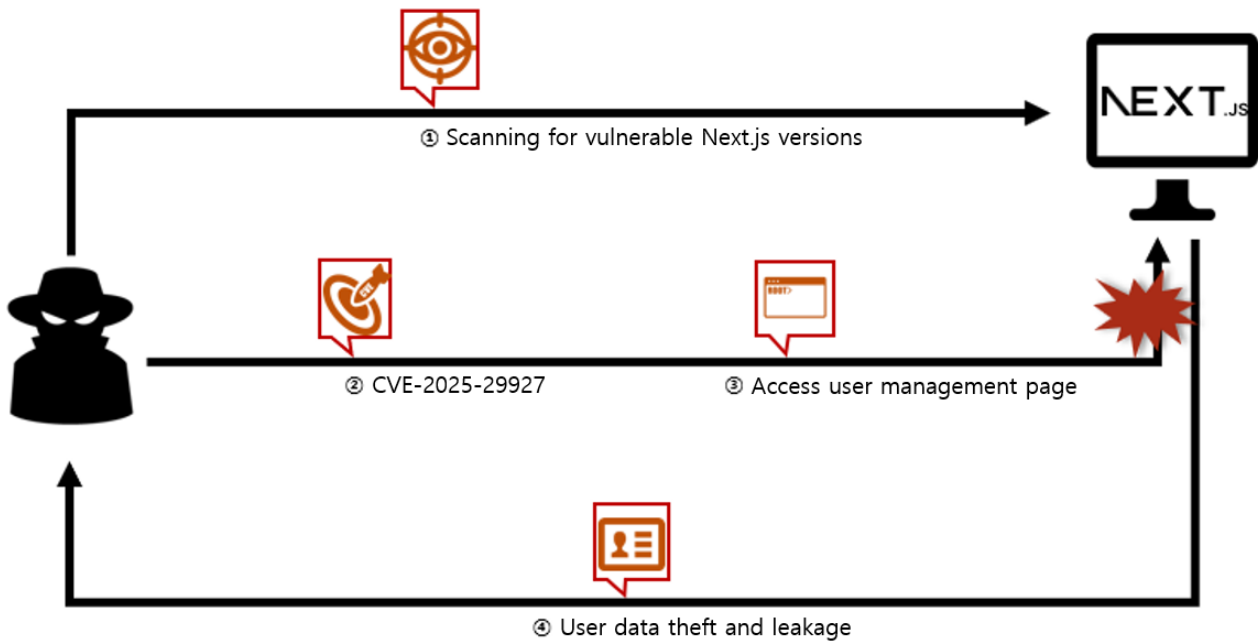 NEXT.JS
① Scanning for vulnerable Next.js versions
CVE
ROOT>
② CVE-2025-29927
③ Access user management page
④ User data theft and leakage